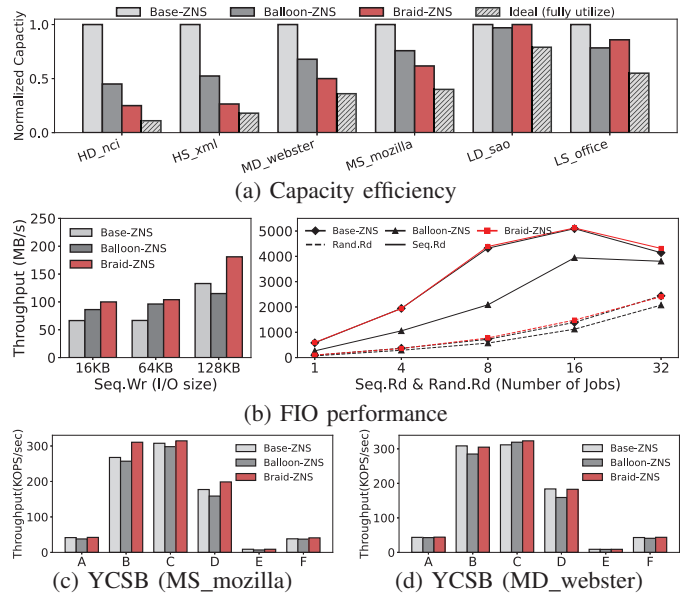 Base-ZNS Balloon-ZNS Braid-ZNS Ideal (fully utilize)
Normalized Capactiy
1.0
0.5
0.0
HD_nci HS_xml MD_webster MS_mozilla LD_sao LS_office
(a) Capacity efficiency
Throughput (MB/s)
250
200
150
100
50
0
Base-ZNS
Balloon-ZNS
Braid-ZNS
16KB 64KB 128KB
Seq.Wr (I/O size)
5000
4000
3000
2000
1000
0
Base-ZNS Balloon-ZNS Braid-ZNS
Rand.Rd Seq.Rd
1 4 8 16 32
Seq.Rd & Rand.Rd (Number of Jobs)
(b) FIO performance
Throughput(KOPS/sec)
300
200
100
0
Base-ZNS
Balloon-ZNS
Braid-ZNS
A B C D E F
(c) YCSB (MS_mozilla)
Throughput(KOPS/sec)
300
200
100
0
Base-ZNS
Balloon-ZNS
Braid-ZNS
A B C D E F
(d) YCSB (MD_webster)